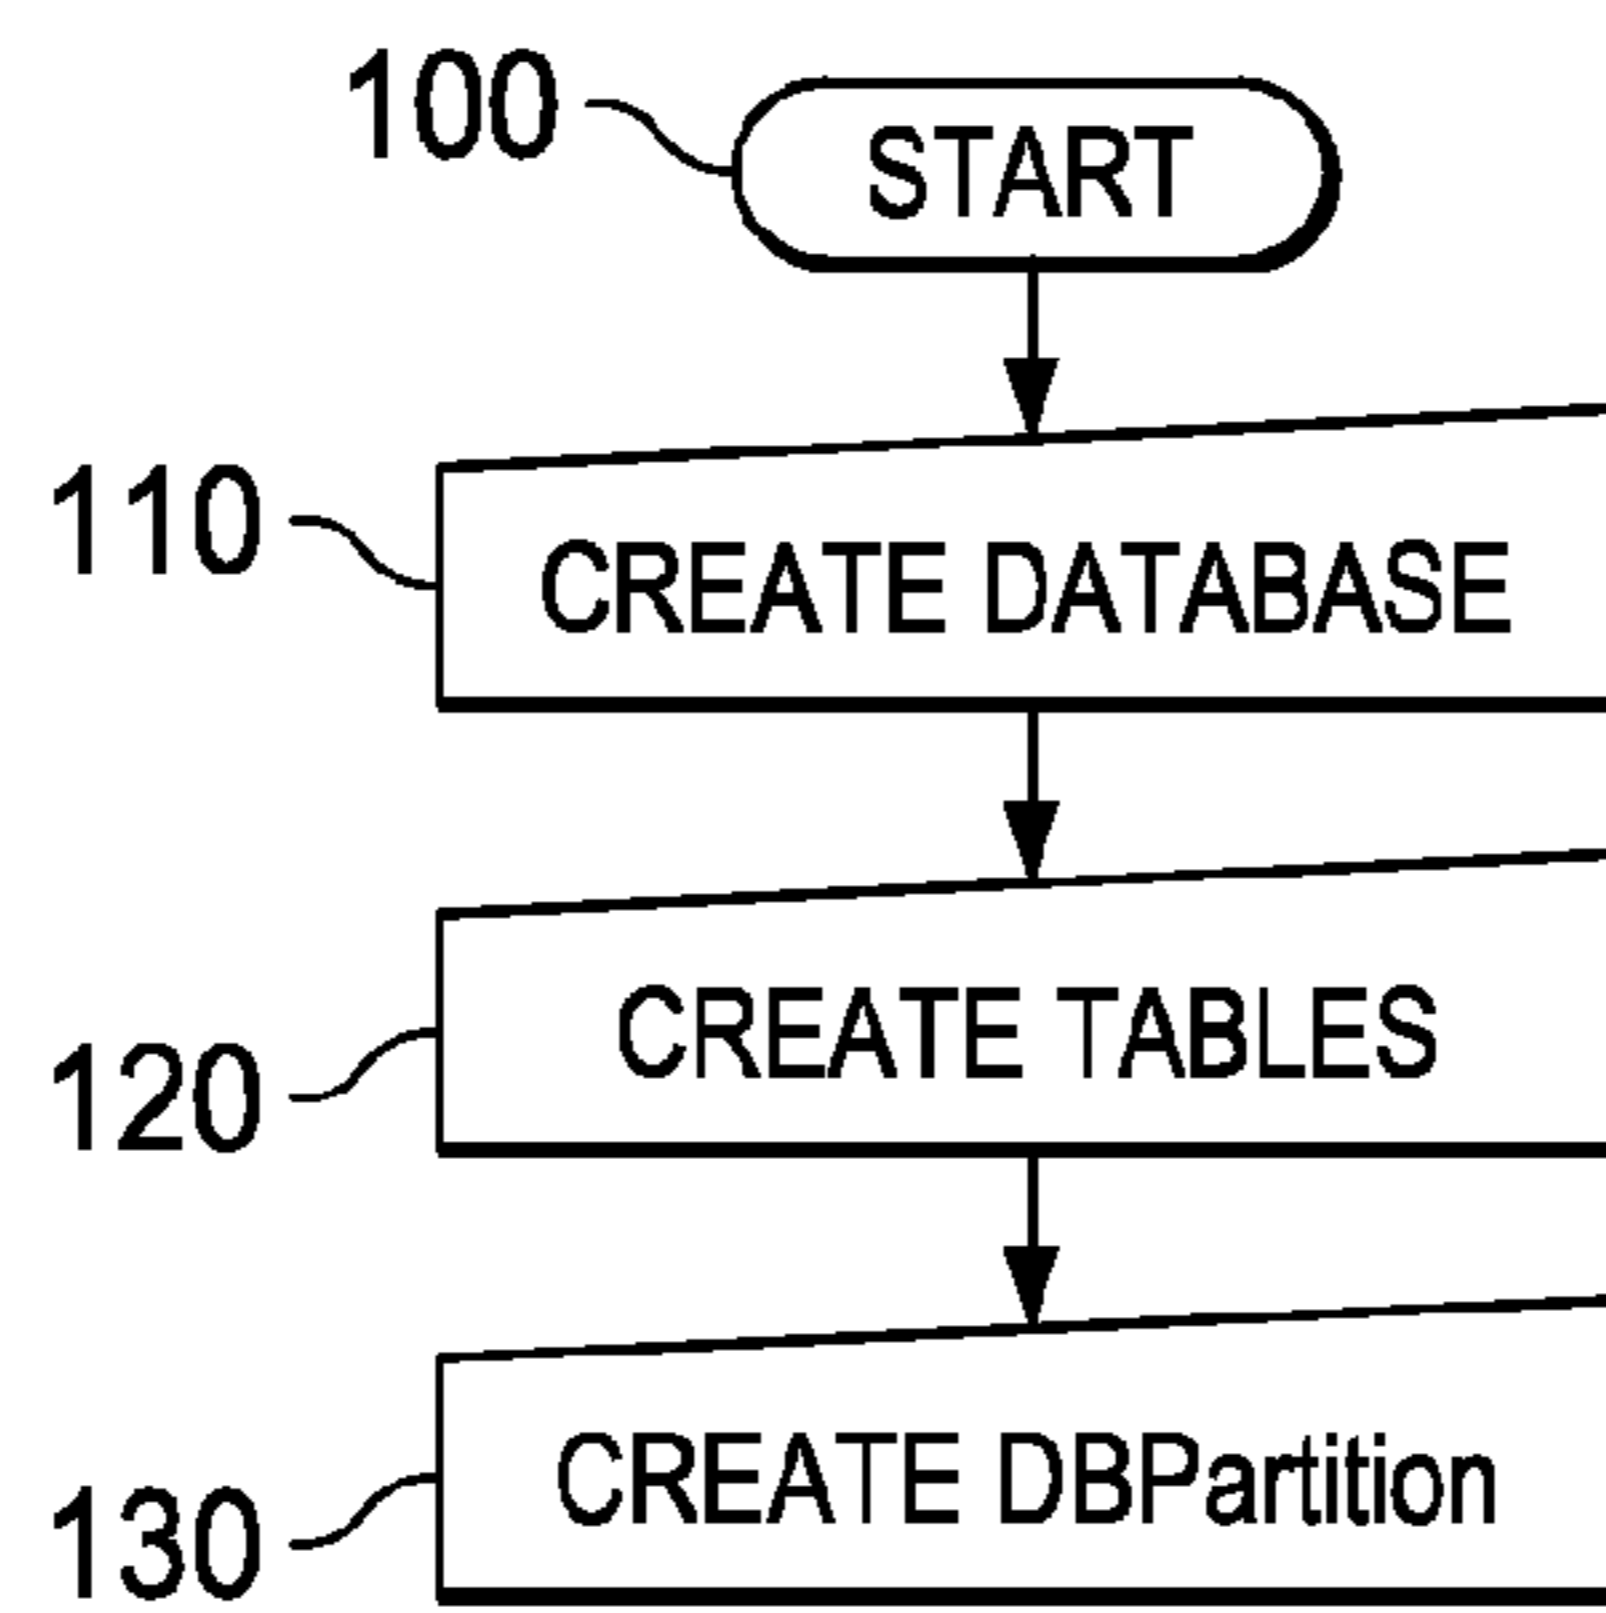 100
START
110
CREATE DATABASE
CREATE TABLES
120
CREATE DBPartition
130